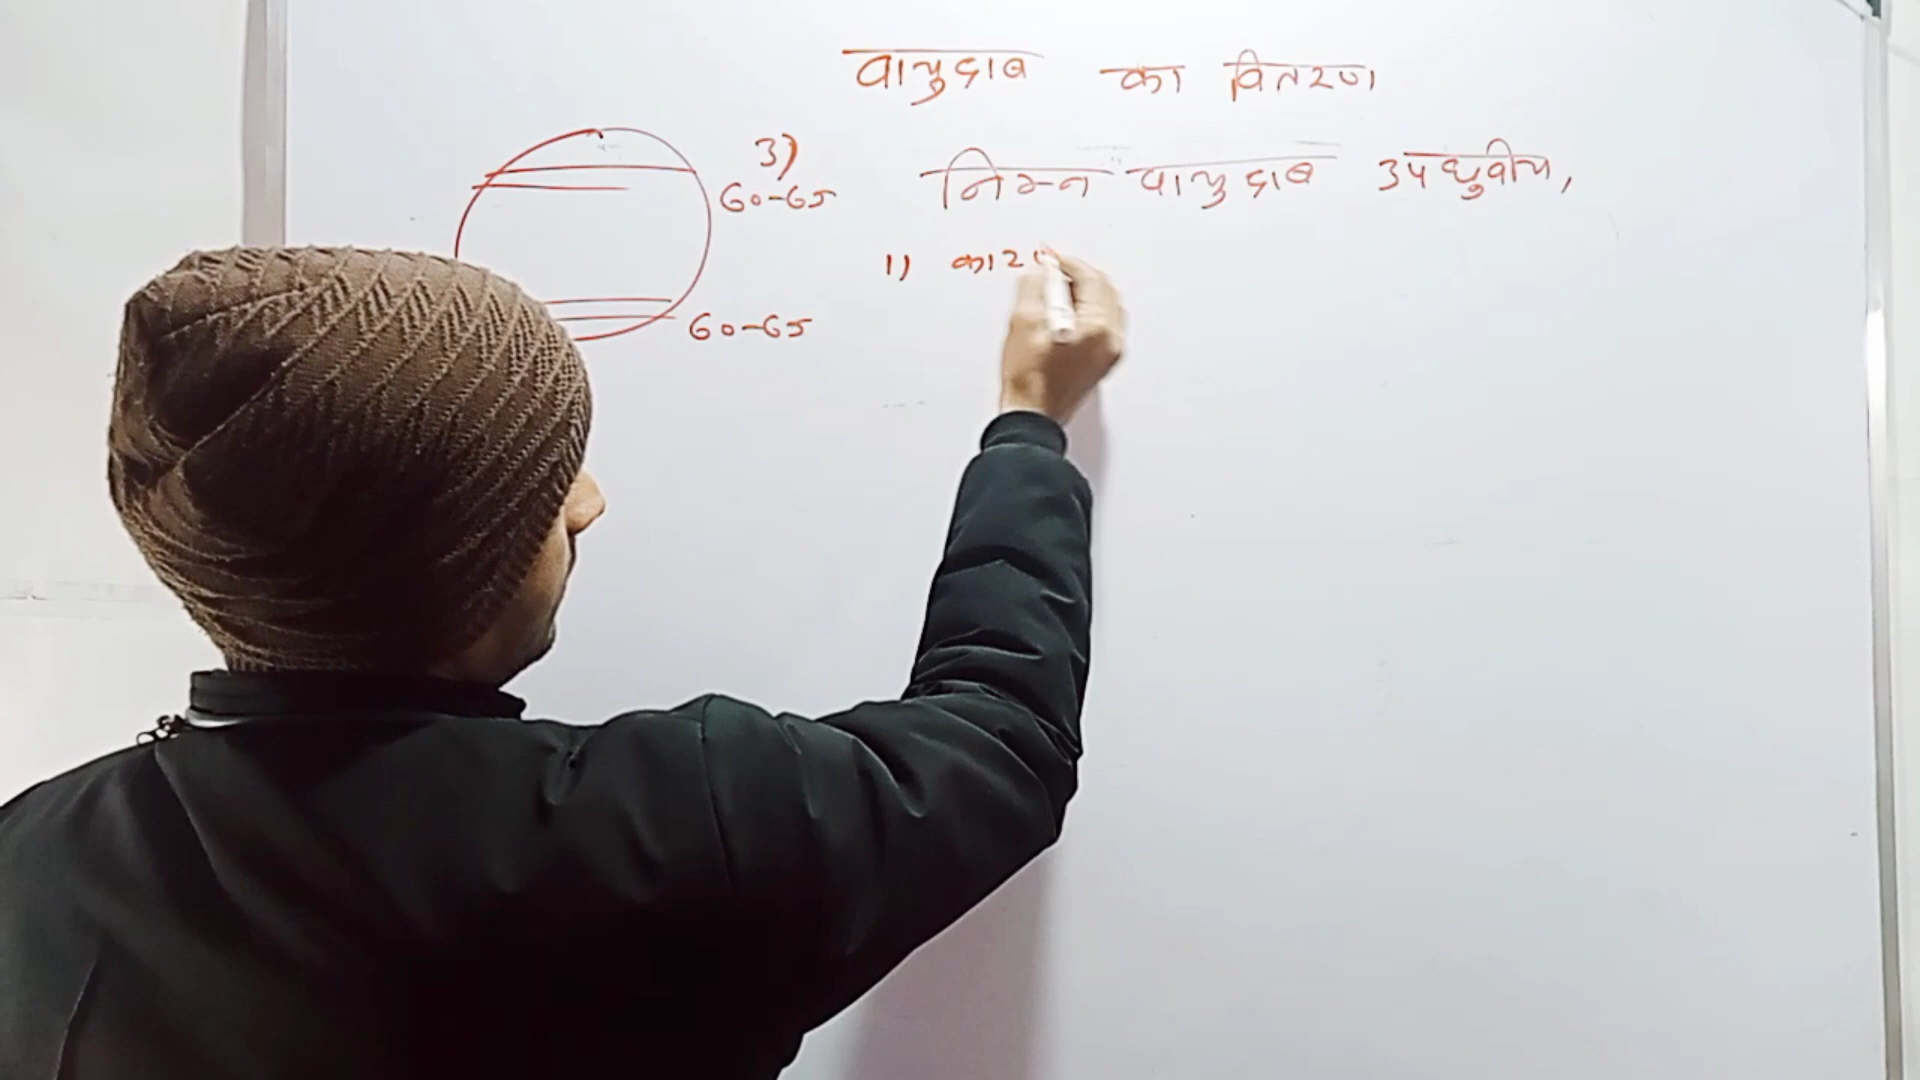 वायुदाब का वितरण
3) निम्न वायुदाब उपध्रुवीय,
60-65
1) कारण
60-65